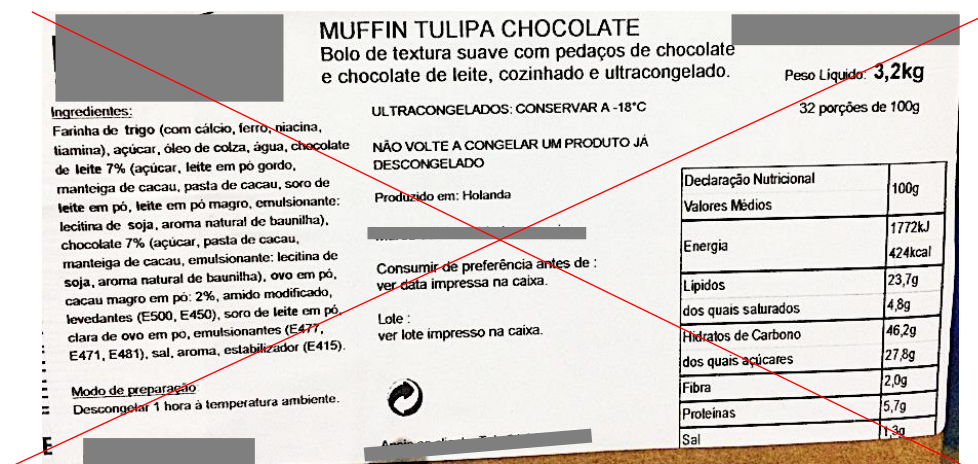 MUFFIN TULIPA CHOCOLATE
Bolo de textura suave com pedaços de chocolate
e chocolate de leite, cozinhado e ultracongelado.
Peso Líquido: 3,2kg
32 porções de 100g
Ingredientes:
Farinha de trigo (com cálcio, ferro, niacina,
tiamina), açúcar, óleo de colza, água, chocolate
de leite 7% (açúcar, leite em pó gordo,
manteiga de cacau, pasta de cacau, soro de
leite em pó, leite em pó magro, emulsionante:
lecitina de soja, aroma natural de baunilha),
chocolate 7% (açúcar, pasta de cacau,
manteiga de cacau, emulsionante: lecitina de
soja, aroma natural de baunilha), ovo em pó,
cacau magro em pó: 2%, amido modificado,
levedantes (E500, E450), soro de leite em pó,
clara de ovo em pó, emulsionantes (E477,
E471, E481), sal, aroma, estabilizador (E415).
Modo de preparação
Descongelar 1 hora à temperatura ambiente.
E
ULTRACONGELADOS: CONSERVAR A -18°C
NÃO VOLTE A CONGELAR UM PRODUTO JÁ
DESCONGELADO
Produzido em: Holanda
Consumir de preferência antes de :
ver data impressa na caixa.
Lote :
ver lote impresso na caixa.
Declaração Nutricional
Valores Médios
100g
Energia
1772kJ
424kcal
Lípidos 23,7g
dos quais saturados 4,8g
Hidratos de Carbono 46,2g
dos quais açúcares 27,8g
Fibra 2,0g
Proteínas 5,7g
Sal 1,3g